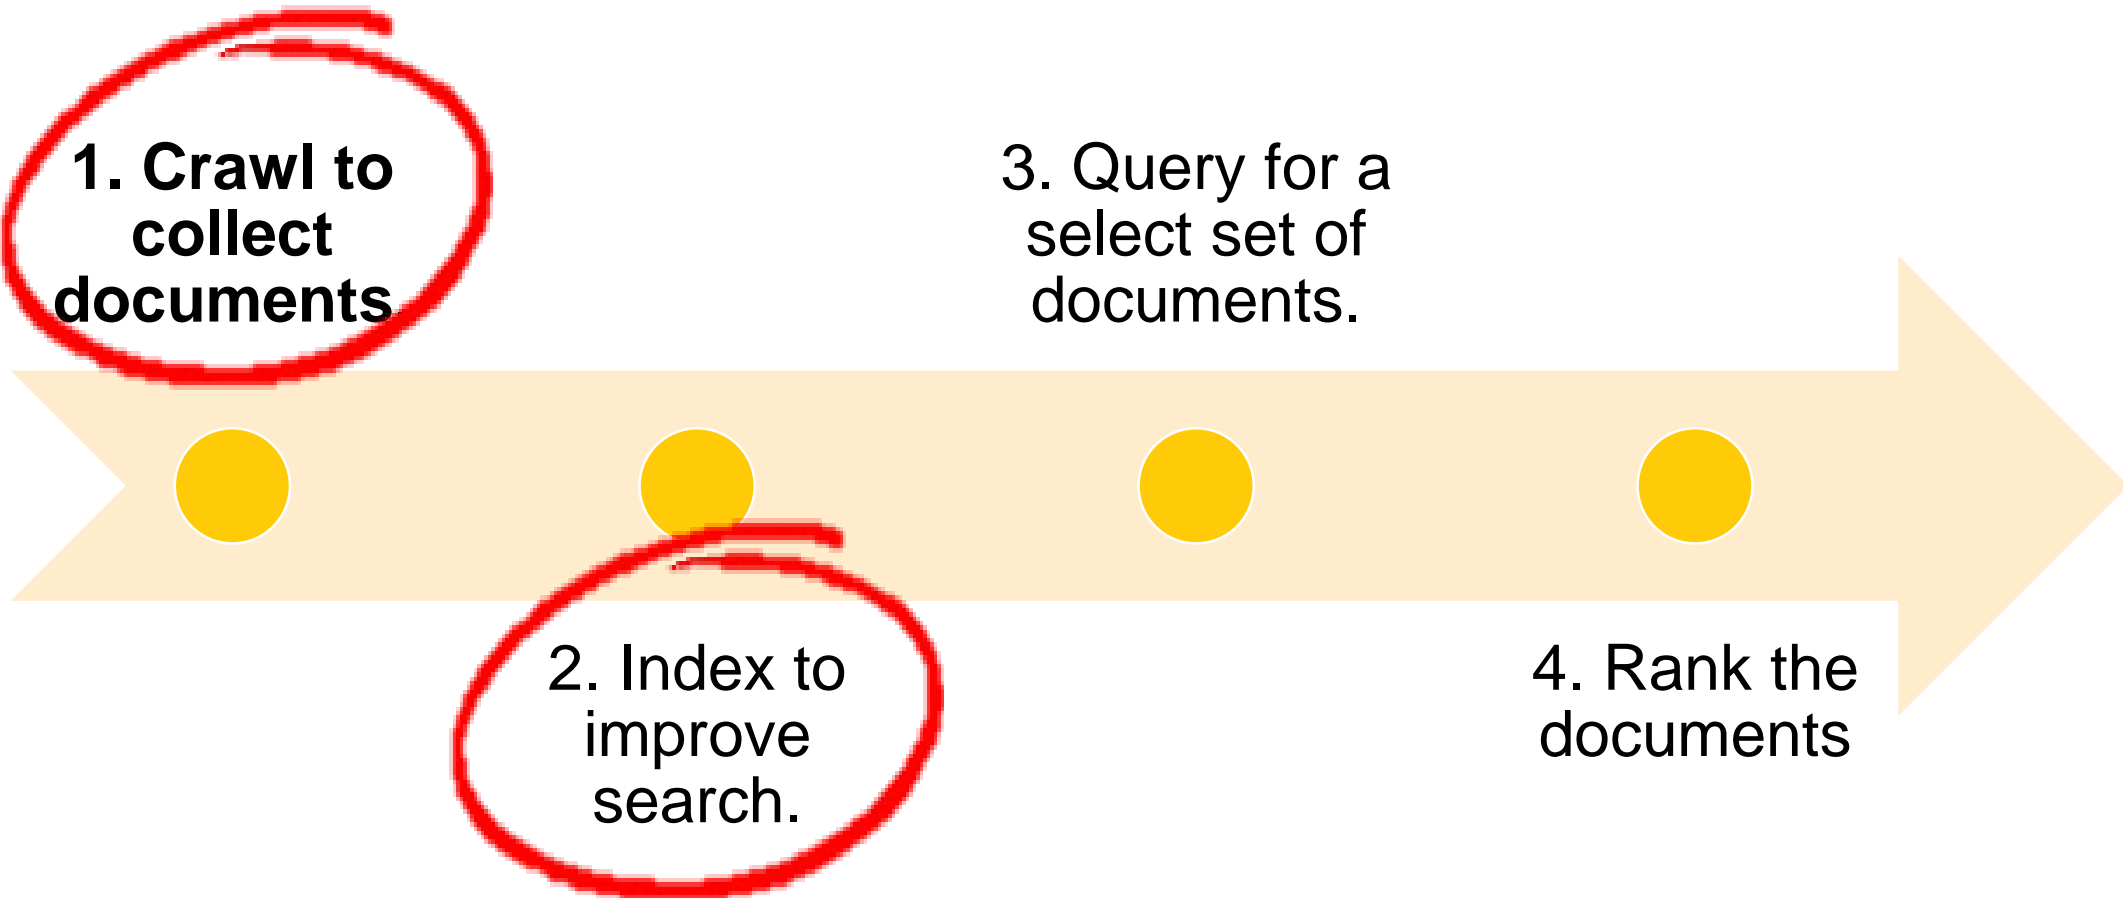 1. Crawl to
collect
documents
2. Index to
improve
search.
3. Query for a
select set of
documents.
4. Rank the
documents